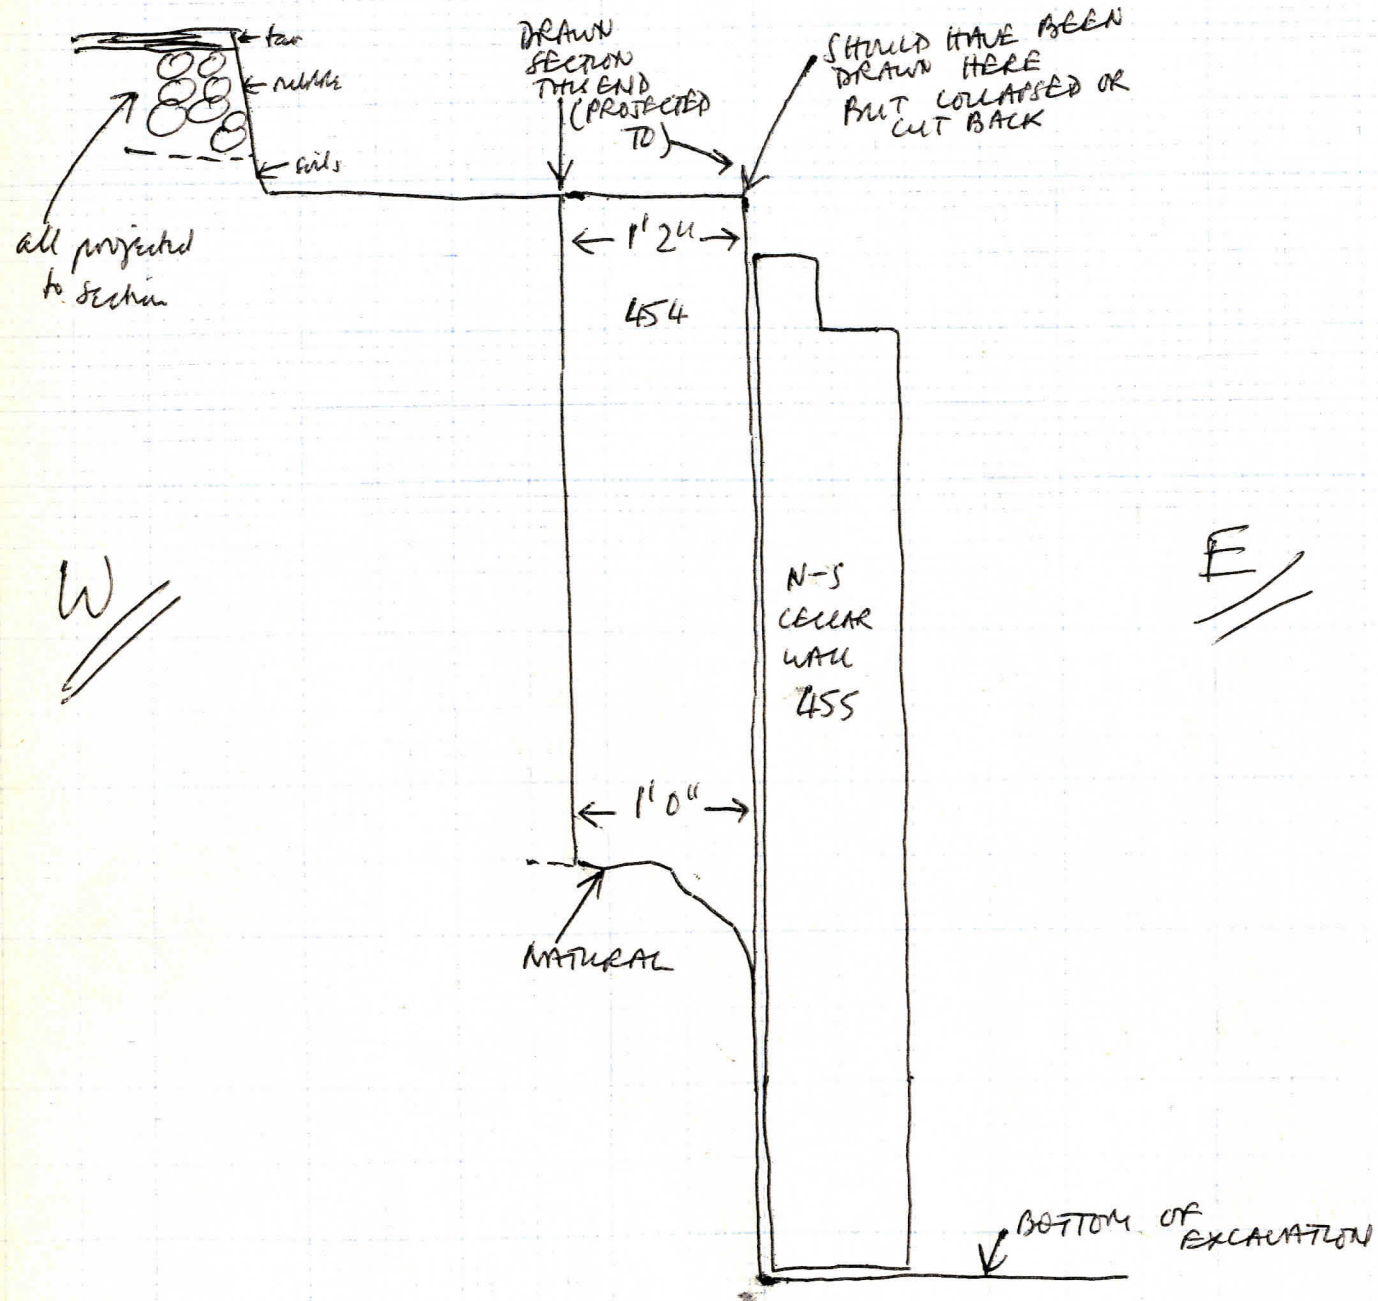 tar
rubble
soils
all projected
to section
DRAWN
SECTION
THIS END
(PROJECTED
TO)
SHOULD HAVE BEEN
DRAWN HERE
BUT COLLAPSED OR
CUT BACK
1'2"
454
W
E
N-S
CELLAR
WALL
455
1'0"
NATURAL
BOTTOM OF
EXCAVATION